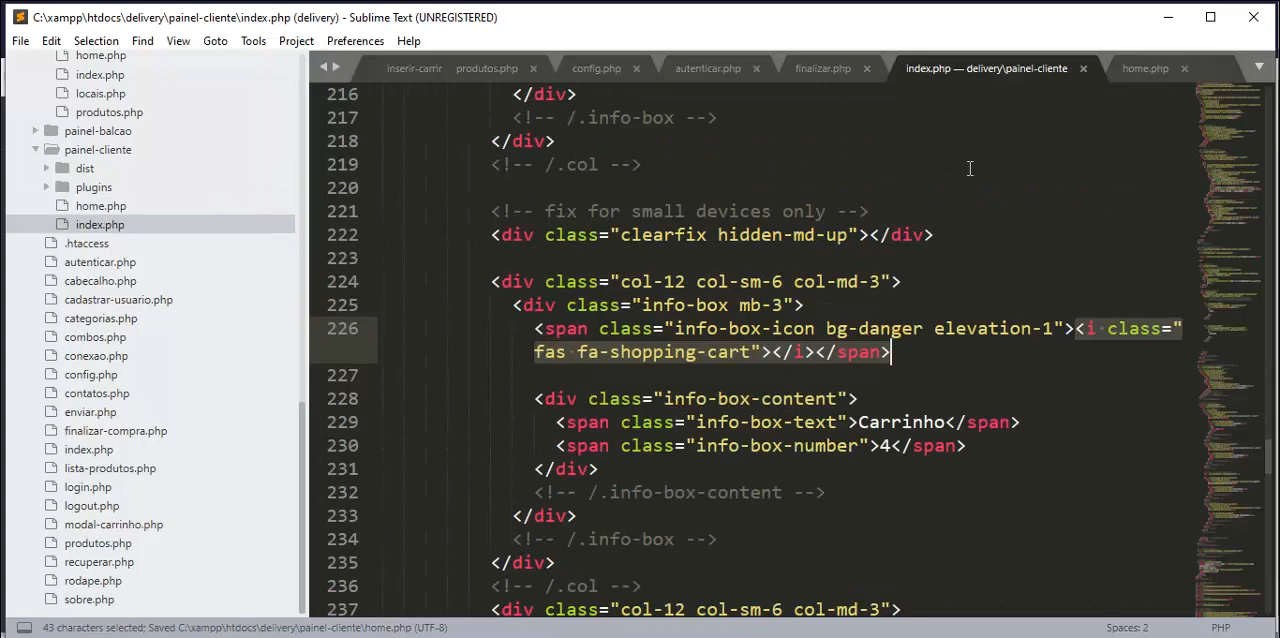 C:\xampp\htdocs\delivery\painel-cliente\index.php (delivery) - Sublime Text (UNREGISTERED)
File Edit Selection Find View Goto Tools Project Preferences Help
home.php
index.php
locais.php
produtos.php
painel-balcao
painel-cliente
dist
plugins
home.php
index.php
.htaccess
autenticar.php
cabecalho.php
cadastrar-usuario.php
categorias.php
combos.php
conexao.php
config.php
contatos.php
enviar.php
finalizar-compra.php
index.php
lista-produtos.php
login.php
logout.php
modal-carrinho.php
produtos.php
recuperar.php
rodape.php
sobre.php
inserir-carrir produtos.php × config.php × autenticar.php × finalizar.php × index.php — delivery\painel-cliente × home.php ×
216 </div>
217 <!-- /.info-box -->
218 </div>
219 <!-- /.col -->
220
221 <!-- fix for small devices only -->
222 <div class="clearfix hidden-md-up"></div>
223
224 <div class="col-12 col-sm-6 col-md-3">
225 <div class="info-box mb-3">
226 <span class="info-box-icon bg-danger elevation-1"><i class="
fas fa-shopping-cart"></i></span>
227
228 <div class="info-box-content">
229 <span class="info-box-text">Carrinho</span>
230 <span class="info-box-number">4</span>
231 </div>
232 <!-- /.info-box-content -->
233 </div>
234 <!-- /.info-box -->
235 </div>
236 <!-- /.col -->
237 <div class="col-12 col-sm-6 col-md-3">
43 characters selected; Saved C:\xampp\htdocs\delivery\painel-cliente\home.php (UTF-8) Spaces: 2 PHP